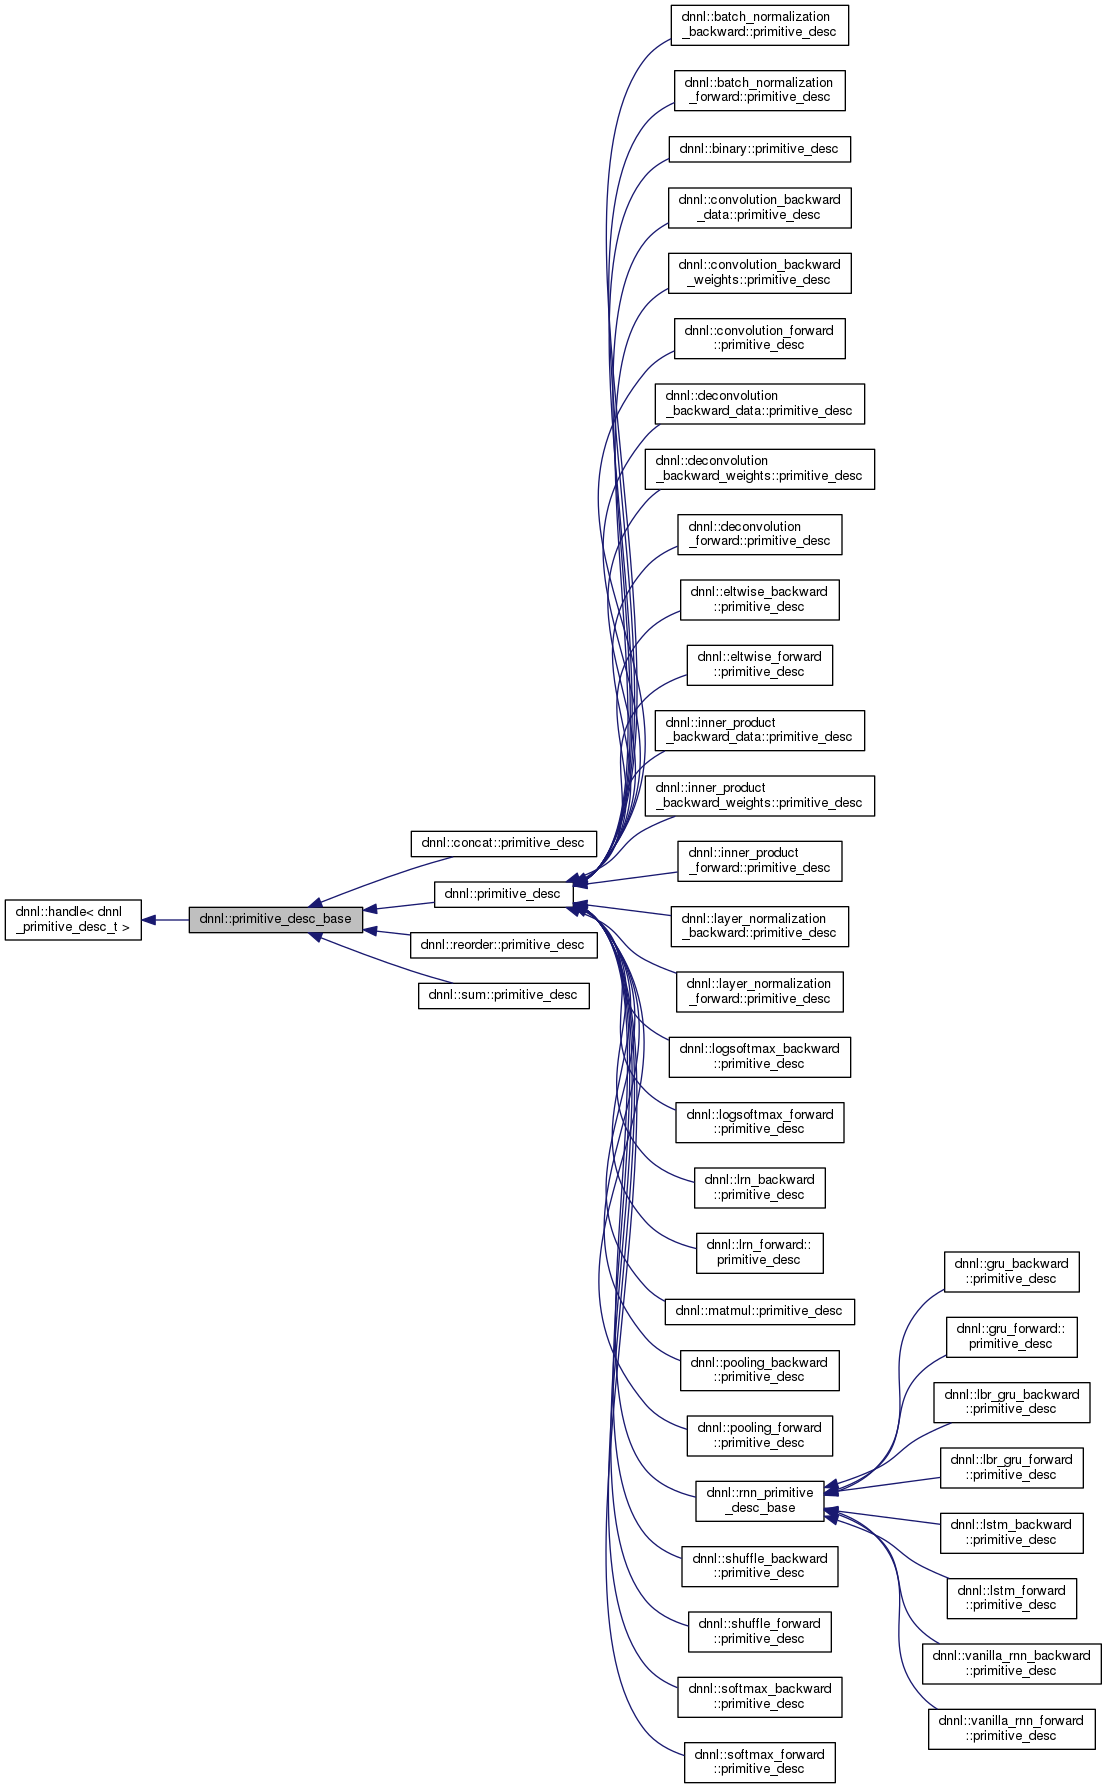 dnnl::handle< dnnl
_primitive_desc_t >
dnnl::primitive_desc_base
dnnl::concat::primitive_desc
dnnl::primitive_desc
dnnl::reorder::primitive_desc
dnnl::sum::primitive_desc
dnnl::batch_normalization
_backward::primitive_desc
dnnl::batch_normalization
_forward::primitive_desc
dnnl::binary::primitive_desc
dnnl::convolution_backward
_data::primitive_desc
dnnl::convolution_backward
_weights::primitive_desc
dnnl::convolution_forward
::primitive_desc
dnnl::deconvolution
_backward_data::primitive_desc
dnnl::deconvolution
_backward_weights::primitive_desc
dnnl::deconvolution
_forward::primitive_desc
dnnl::eltwise_backward
::primitive_desc
dnnl::eltwise_forward
::primitive_desc
dnnl::inner_product
_backward_data::primitive_desc
dnnl::inner_product
_backward_weights::primitive_desc
dnnl::inner_product
_forward::primitive_desc
dnnl::layer_normalization
_backward::primitive_desc
dnnl::layer_normalization
_forward::primitive_desc
dnnl::logsoftmax_backward
::primitive_desc
dnnl::logsoftmax_forward
::primitive_desc
dnnl::lrn_backward
::primitive_desc
dnnl::lrn_forward::
primitive_desc
dnnl::matmul::primitive_desc
dnnl::pooling_backward
::primitive_desc
dnnl::pooling_forward
::primitive_desc
dnnl::rnn_primitive
_desc_base
dnnl::shuffle_backward
::primitive_desc
dnnl::shuffle_forward
::primitive_desc
dnnl::softmax_backward
::primitive_desc
dnnl::softmax_forward
::primitive_desc
dnnl::gru_backward
::primitive_desc
dnnl::gru_forward::
primitive_desc
dnnl::lbr_gru_backward
::primitive_desc
dnnl::lbr_gru_forward
::primitive_desc
dnnl::lstm_backward
::primitive_desc
dnnl::lstm_forward
::primitive_desc
dnnl::vanilla_rnn_backward
::primitive_desc
dnnl::vanilla_rnn_forward
::primitive_desc